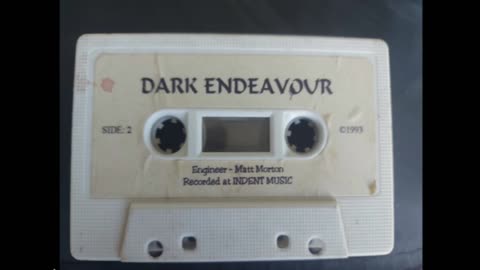 DARK ENDEAVOUR
SIDE: 2
©1993
Engineer - Matt Morton
Recorded at INDENT MUSIC